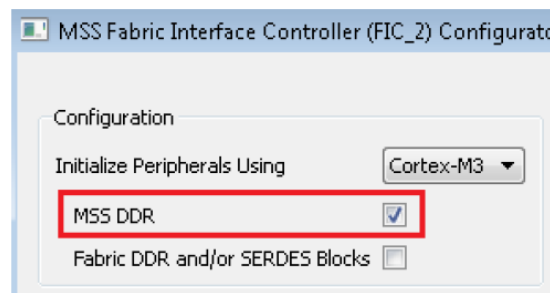 MSS Fabric Interface Controller (FIC_2) Configurato
Configuration
Initialize Peripherals Using Cortex-M3
MSS DDR
Fabric DDR and/or SERDES Blocks